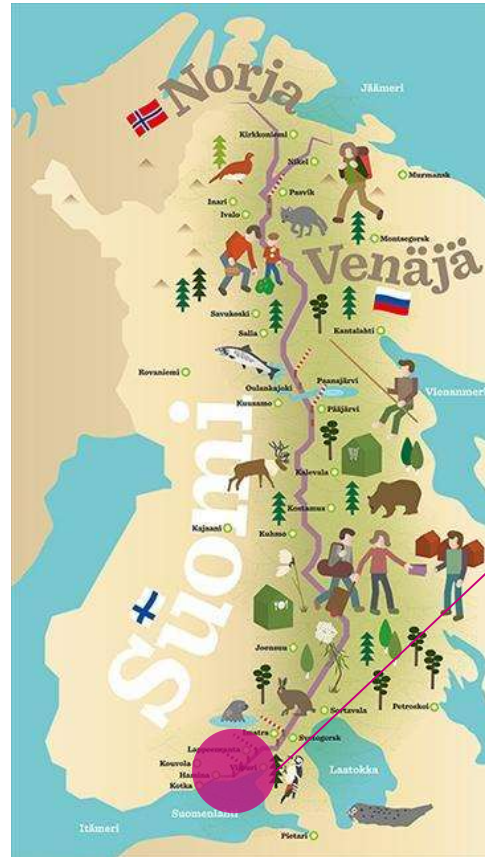 Norja
Jäämeri
Kirkkoniemi
Nikel
Murmansk
Pasvik
Inari
Ivalo
Montsegorsk
Venäjä
Savukoski
Salla
Kantalahti
Rovaniemi
Oulankajoki
Paanajärvi
Vienanmeri
Kuusamo
Pääjärvi
Suomi
Kalevala
Kostamus
Kajaani
Kuhmo
Joensuu
Sortavala
Petroskoi
Imatra
Svetogorsk
Lappeenranta
Kouvola
Viipuri
Laatokka
Hamina
Kotka
Suomenlahti
Itämeri
Pietari